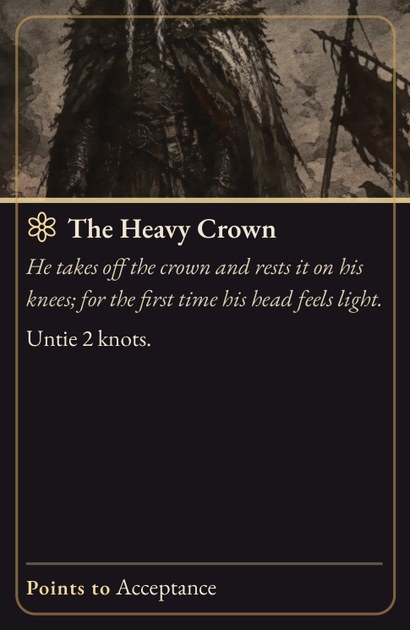 The Heavy Crown
He takes off the crown and rests it on his
knees; for the first time his head feels light.
Untie 2 knots.
Points to Acceptance